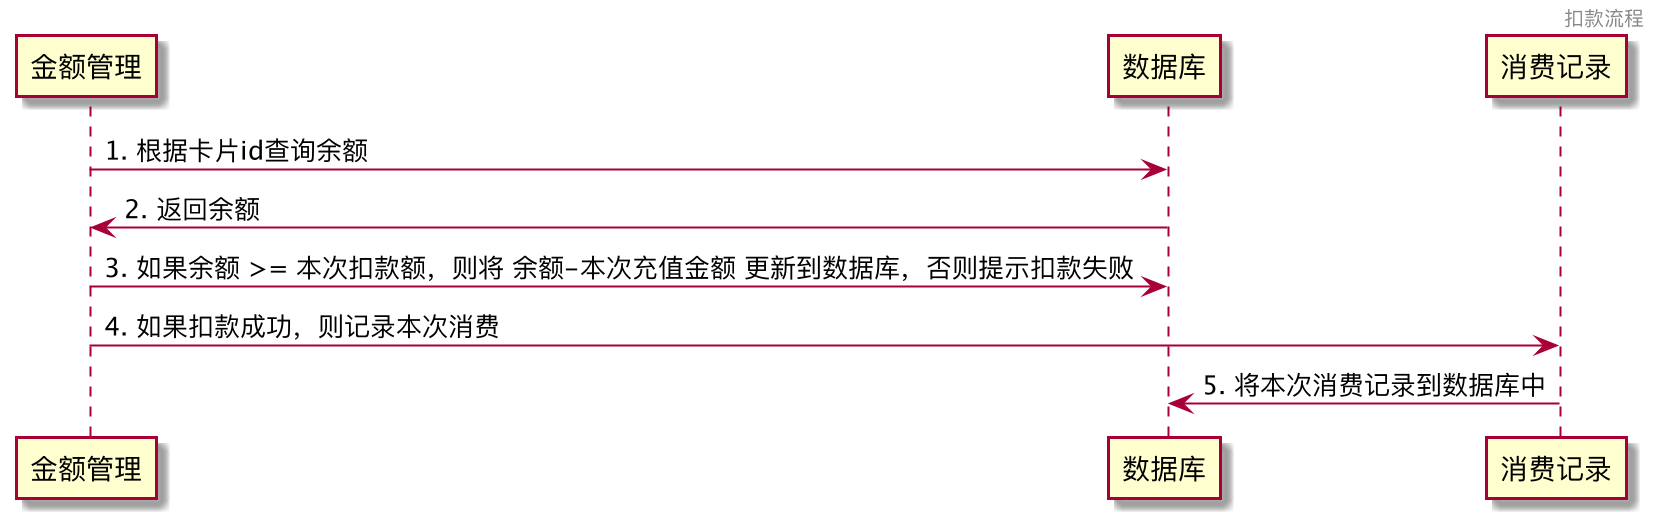 扣款流程
金额管理
数据库
消费记录
1. 根据卡片id查询余额
2. 返回余额
3. 如果余额 >= 本次扣款额，则将 余额-本次充值金额 更新到数据库，否则提示扣款失败
4. 如果扣款成功，则记录本次消费
5. 将本次消费记录到数据库中
金额管理
数据库
消费记录